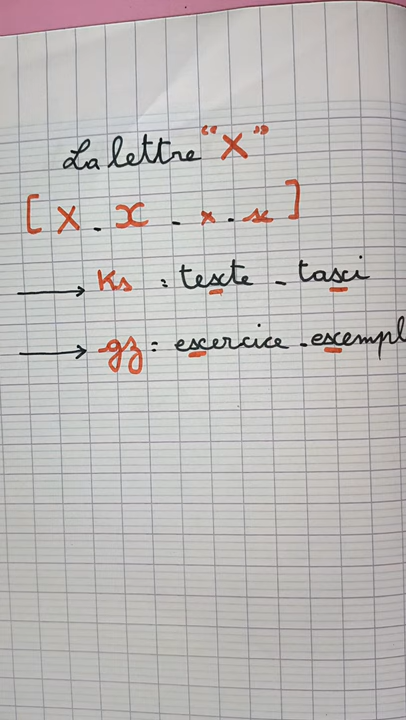 La lettre "X"
[ X - X - x - x ]
→ Ks : texte - taxi
→ gz = exercice - exempl